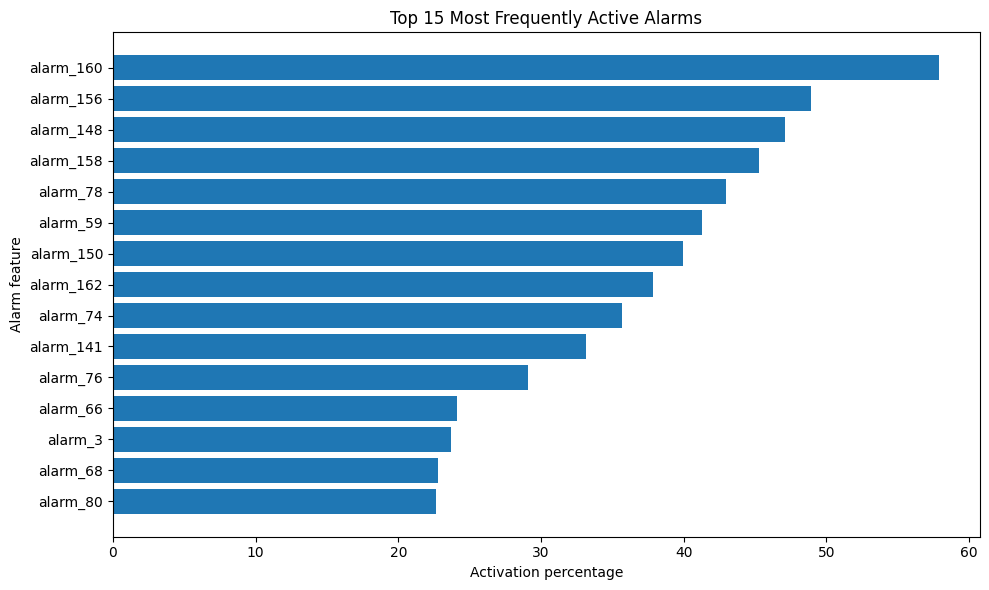 Top 15 Most Frequently Active Alarms
Alarm feature
alarm_160
alarm_156
alarm_148
alarm_158
alarm_78
alarm_59
alarm_150
alarm_162
alarm_74
alarm_141
alarm_76
alarm_66
alarm_3
alarm_68
alarm_80
0 10 20 30 40 50 60
Activation percentage